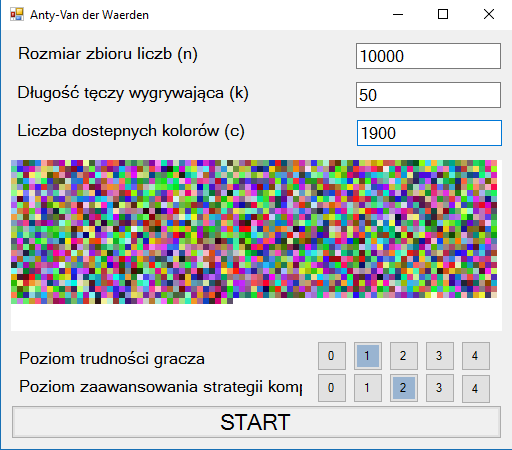 Anty-Van der Waerden
Rozmiar zbioru liczb (n) 10000
Długość tęczy wygrywająca (k) 50
Liczba dostepnych kolorów (c) 1900
Poziom trudności gracza 0 1 2 3 4
Poziom zaawansowania strategii komp 0 1 2 3 4
START